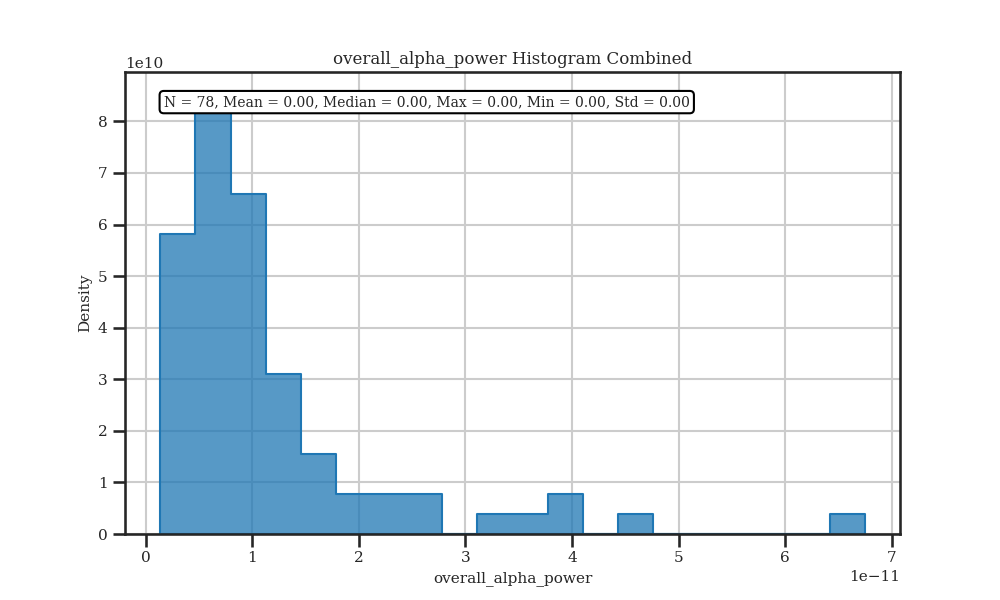 overall_alpha_power Histogram Combined
1e10
N = 78, Mean = 0.00, Median = 0.00, Max = 0.00, Min = 0.00, Std = 0.00
8
7
6
5
4
3
2
1
0
Density
0 1 2 3 4 5 6 7
1e−11
overall_alpha_power